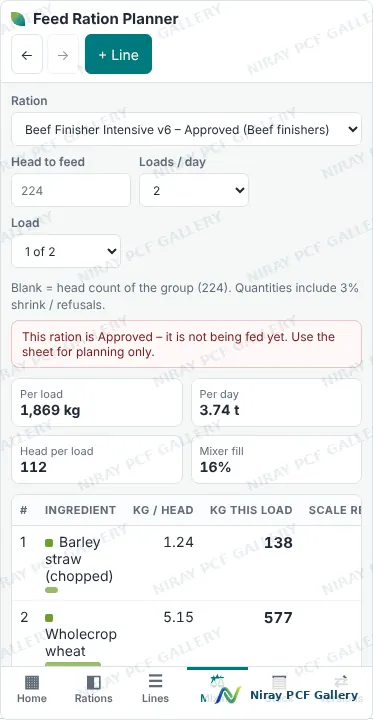 Feed Ration Planner
← → + Line
Ration
Beef Finisher Intensive v6 – Approved (Beef finishers)
Head to feed Loads / day
224 2
Load
1 of 2
Blank = head count of the group (224). Quantities include 3%
shrink / refusals.
This ration is Approved – it is not being fed yet. Use the
sheet for planning only.
Per load Per day
1,869 kg 3.74 t
Head per load Mixer fill
112 16%
# INGREDIENT KG / HEAD KG THIS LOAD SCALE
1 Barley straw (chopped) 1.24 138
2 Wholecrop wheat 5.15 577
Home Rations Lines
Niray PCF Gallery
NIRAY PCF GALLERY